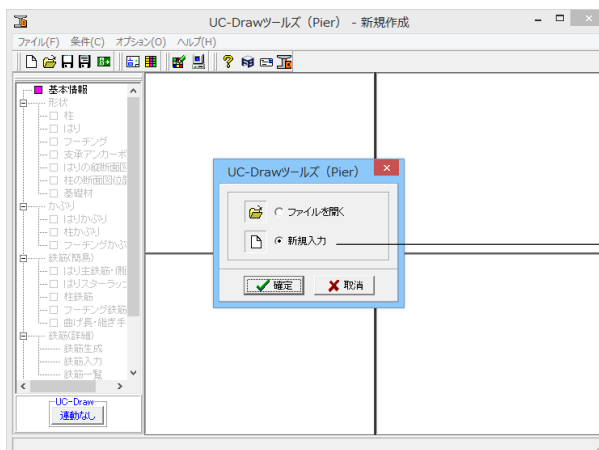 UC-Drawツールズ（Pier） - 新規作成
ファイル(F) 条件(C) オプション(O) ヘルプ(H)
基本情報
形状
柱
はり
フーチング
支承アンカーボ
はりの縦断面図
柱の断面図位置
基礎材
かぶり
はりかぶり
柱かぶり
フーチングかぶ
鉄筋(簡易)
はり主鉄筋・側面
はりスターラップ
柱鉄筋
フーチング鉄筋
曲げ長・継ぎ手
鉄筋(詳細)
鉄筋生成
鉄筋入力
鉄筋一覧
UC-Draw
連動なし
UC-Drawツールズ（Pier）
ファイルを開く
新規入力
確定
取消